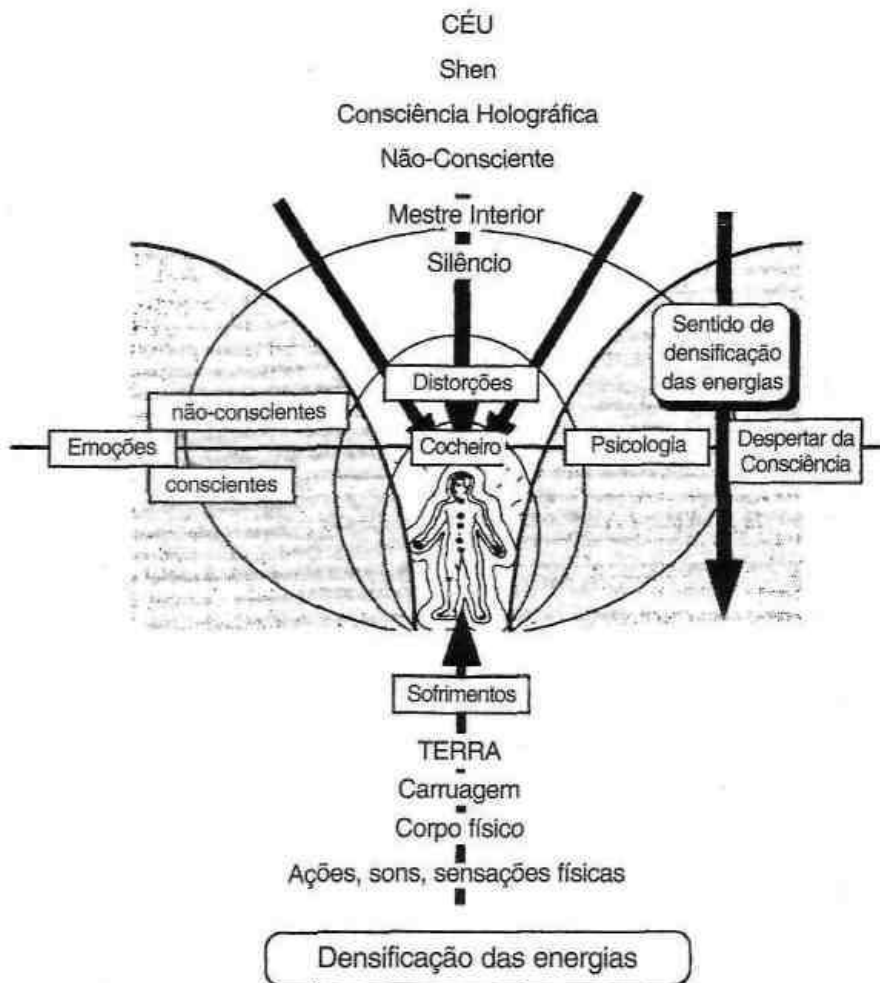 CÉU
Shen
Consciência Holográfica
Não-Consciente
Mestre Interior
Silêncio
Sentido de
densificação
das energias
Distorções
não-conscientes
Emoções
Cocheiro
Psicologia
Despertar da
Consciência
conscientes
Sofrimentos
TERRA
Carruagem
Corpo físico
Ações, sons, sensações físicas
Densificação das energias